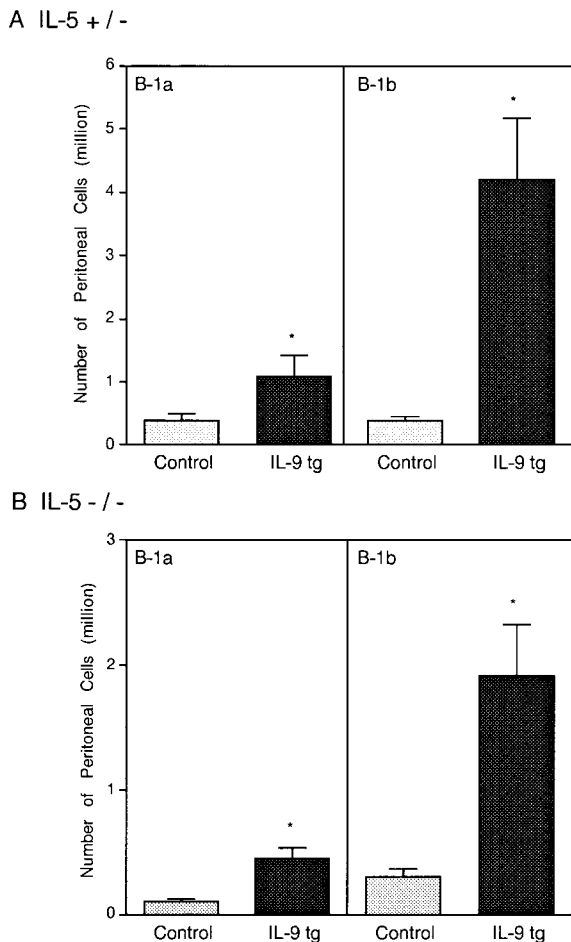 A IL-5 + / -
Number of Peritoneal Cells (million)
6
5
4
3
2
1
0
B-1a
*
B-1b
*
Control
IL-9 tg
Control
IL-9 tg
B IL-5 - / -
Number of Peritoneal Cells (million)
3
2
1
0
B-1a
*
B-1b
*
Control
IL-9 tg
Control
IL-9 tg